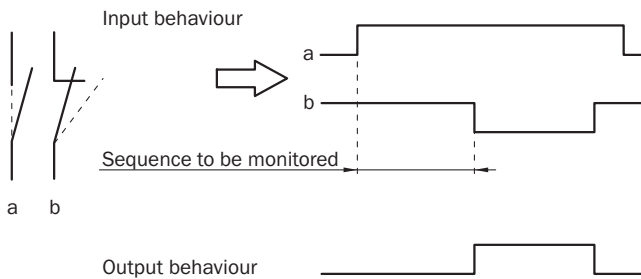 Input behaviour
a
b
Sequence to be monitored
a b
Output behaviour